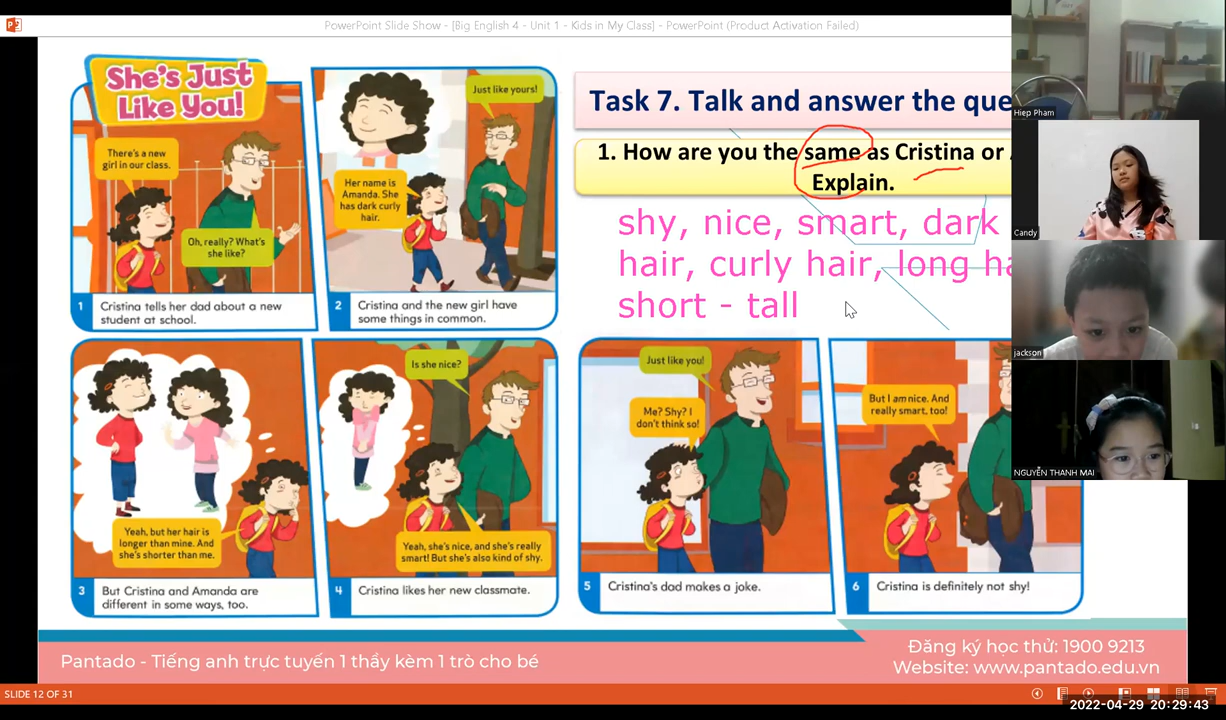 PowerPoint Slide Show - [Big English 4 - Unit 1 - Kids in My Class] - PowerPoint (Product Activation Failed)
She's Just
Like You!
There's a new
girl in our class.
Oh, really? What's
she like?
1 Cristina tells her dad about a new
student at school.
Just like yours!
Her name is
Amanda. She
has dark curly
hair.
2 Cristina and the new girl have
some things in common.
Task 7. Talk and answer the que
1. How are you the same as Cristina or
Explain.
shy, nice, smart, dark
hair, curly hair, long ha
short - tall
Yeah, but her hair is
longer than mine. And
she's shorter than me.
3 But Cristina and Amanda are
different in some ways, too.
Is she nice?
Yeah, she's nice, and she's really
smart! But she's also kind of shy.
4 Cristina likes her new classmate.
Just like you!
Me? Shy? I
don't think so!
5 Cristina's dad makes a joke.
But I am nice. And
really smart, too!
6 Cristina is definitely not shy!
Hiep Pham
Candy
jackson
NGUYỄN THANH MAI
Pantado - Tiếng anh trực tuyến 1 thầy kèm 1 trò cho bé
Đăng ký học thử: 1900 9213
Website: www.pantado.edu.vn
SLIDE 12 OF 31
2022-04-29 20:29:43